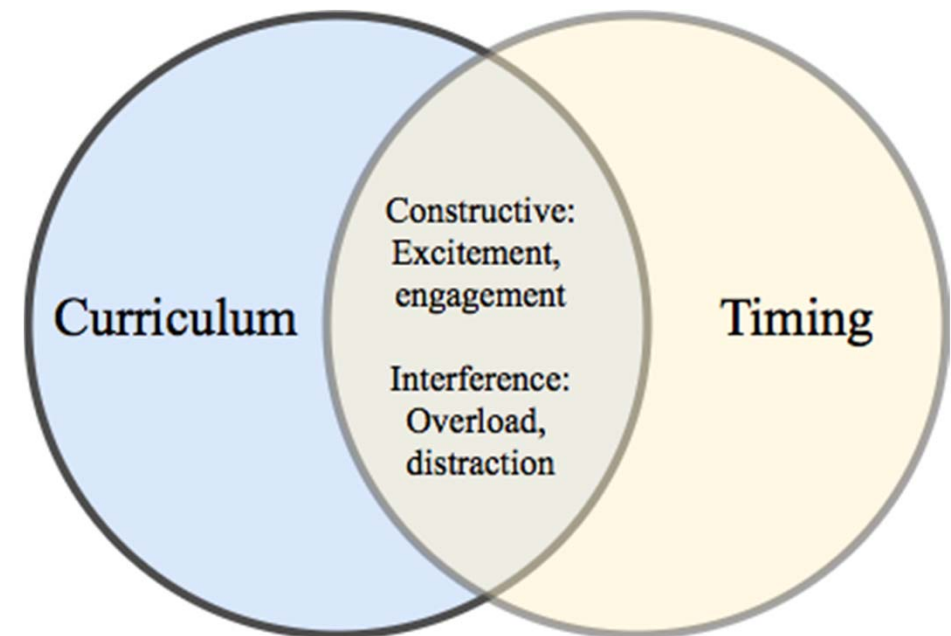 Curriculum
Constructive:
Excitement,
engagement
Interference:
Overload,
distraction
Timing